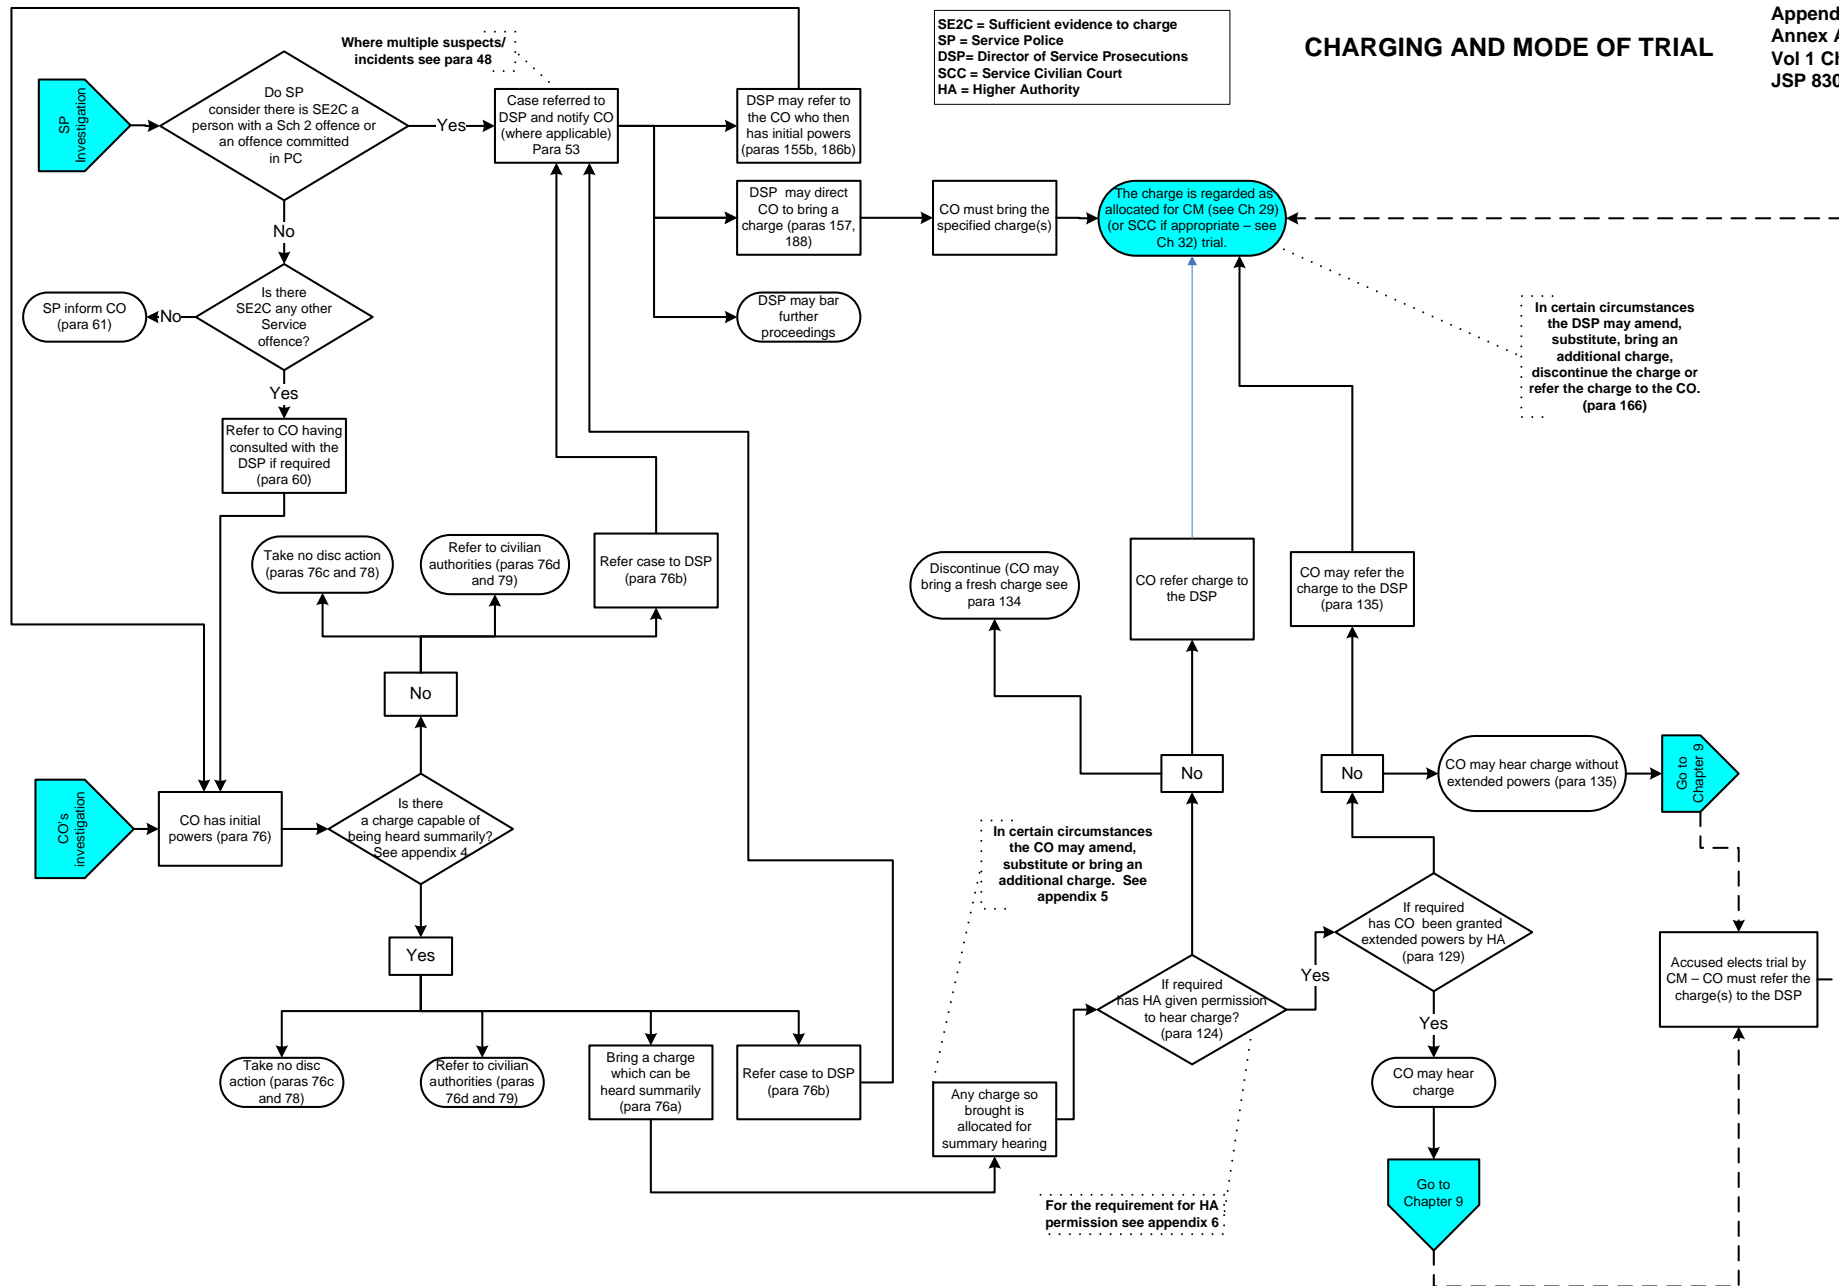 CHARGING AND MODE OF TRIAL
Append
Annex A
Vol 1 Ch
JSP 830
SE2C = Sufficient evidence to charge
SP = Service Police
DSP= Director of Service Prosecutions
SCC = Service Civilian Court
HA = Higher Authority
Where multiple suspects/
incidents see para 48
SP
Investigation
Do SP
consider there is SE2C a
person with a Sch 2 offence or
an offence committed
in PC
Yes
Case referred to
DSP and notify CO
(where applicable)
Para 53
DSP may refer to
the CO who then
has initial powers
(paras 155b, 186b)
DSP may direct
CO to bring a
charge (paras 157,
188)
CO must bring the
specified charge(s)
The charge is regarded as
allocated for CM (see Ch 29)
(or SCC if appropriate – see
Ch 32) trial.
DSP may bar
further
proceedings
In certain circumstances
the DSP may amend,
substitute, bring an
additional charge,
discontinue the charge or
refer the charge to the CO.
(para 166)
No
Is there
SE2C any other
Service
offence?
No
SP inform CO
(para 61)
Yes
Refer to CO having
consulted with the
DSP if required
(para 60)
Take no disc action
(paras 76c and 78)
Refer to civilian
authorities (paras 76d
and 79)
Refer case to DSP
(para 76b)
No
CO's
investigation
CO has initial
powers (para 76)
Is there
a charge capable of
being heard summarily?
See appendix 4
Yes
Take no disc
action (paras 76c
and 78)
Refer to civilian
authorities (paras
76d and 79)
Bring a charge
which can be
heard summarily
(para 76a)
Refer case to DSP
(para 76b)
Discontinue (CO may
bring a fresh charge see
para 134
CO refer charge to
the DSP
CO may refer the
charge to the DSP
(para 135)
No
No
CO may hear charge without
extended powers (para 135)
Go to
Chapter 9
In certain circumstances
the CO may amend,
substitute or bring an
additional charge. See
appendix 5
Any charge so
brought is
allocated for
summary hearing
If required
has HA given permission
to hear charge?
(para 124)
Yes
If required
has CO been granted
extended powers by HA
(para 129)
Yes
CO may hear
charge
Go to
Chapter 9
Accused elects trial by
CM – CO must refer the
charge(s) to the DSP
For the requirement for HA
permission see appendix 6